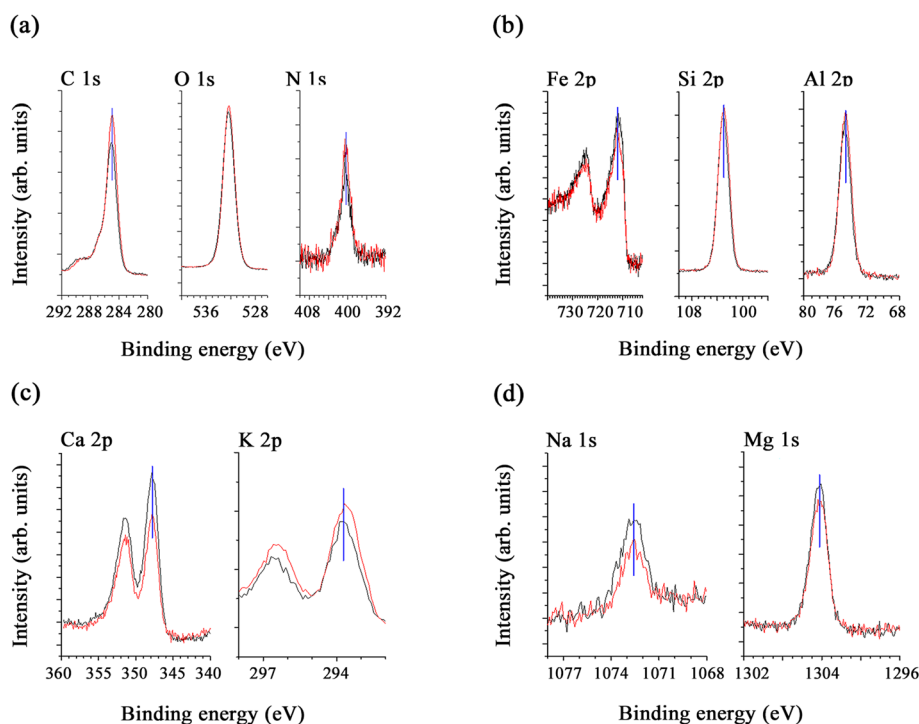 (a)
C 1s O 1s N 1s
Intensity (arb. units)
292 288 284 280 536 528 408 400 392
Binding energy (eV)
(b)
Fe 2p Si 2p Al 2p
Intensity (arb. units)
730 720 710 108 100 80 76 72 68
Binding energy (eV)
(c)
Ca 2p K 2p
Intensity (arb. units)
360 355 350 345 340 297 294
Binding energy (eV)
(d)
Na 1s Mg 1s
Intensity (arb. units)
1077 1074 1071 1068 1302 1304 1300 1296
Binding energy (eV)